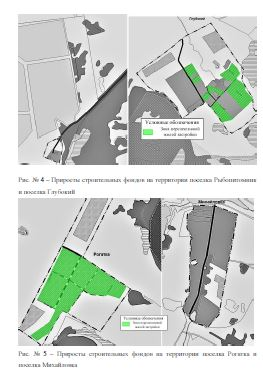 Глубокий
Условные обозначения
Зона перспективной
жилой застройки
Рис. № 4 – Приросты строительных фондов на территории поселка Рыбопитомник
и поселка Глубокий
Рогатка
Михайловка
Условные обозначения
Зона перспективной
жилой застройки
Рис. № 5 – Приросты строительных фондов на территории поселка Рогатка и
поселка Михайловка